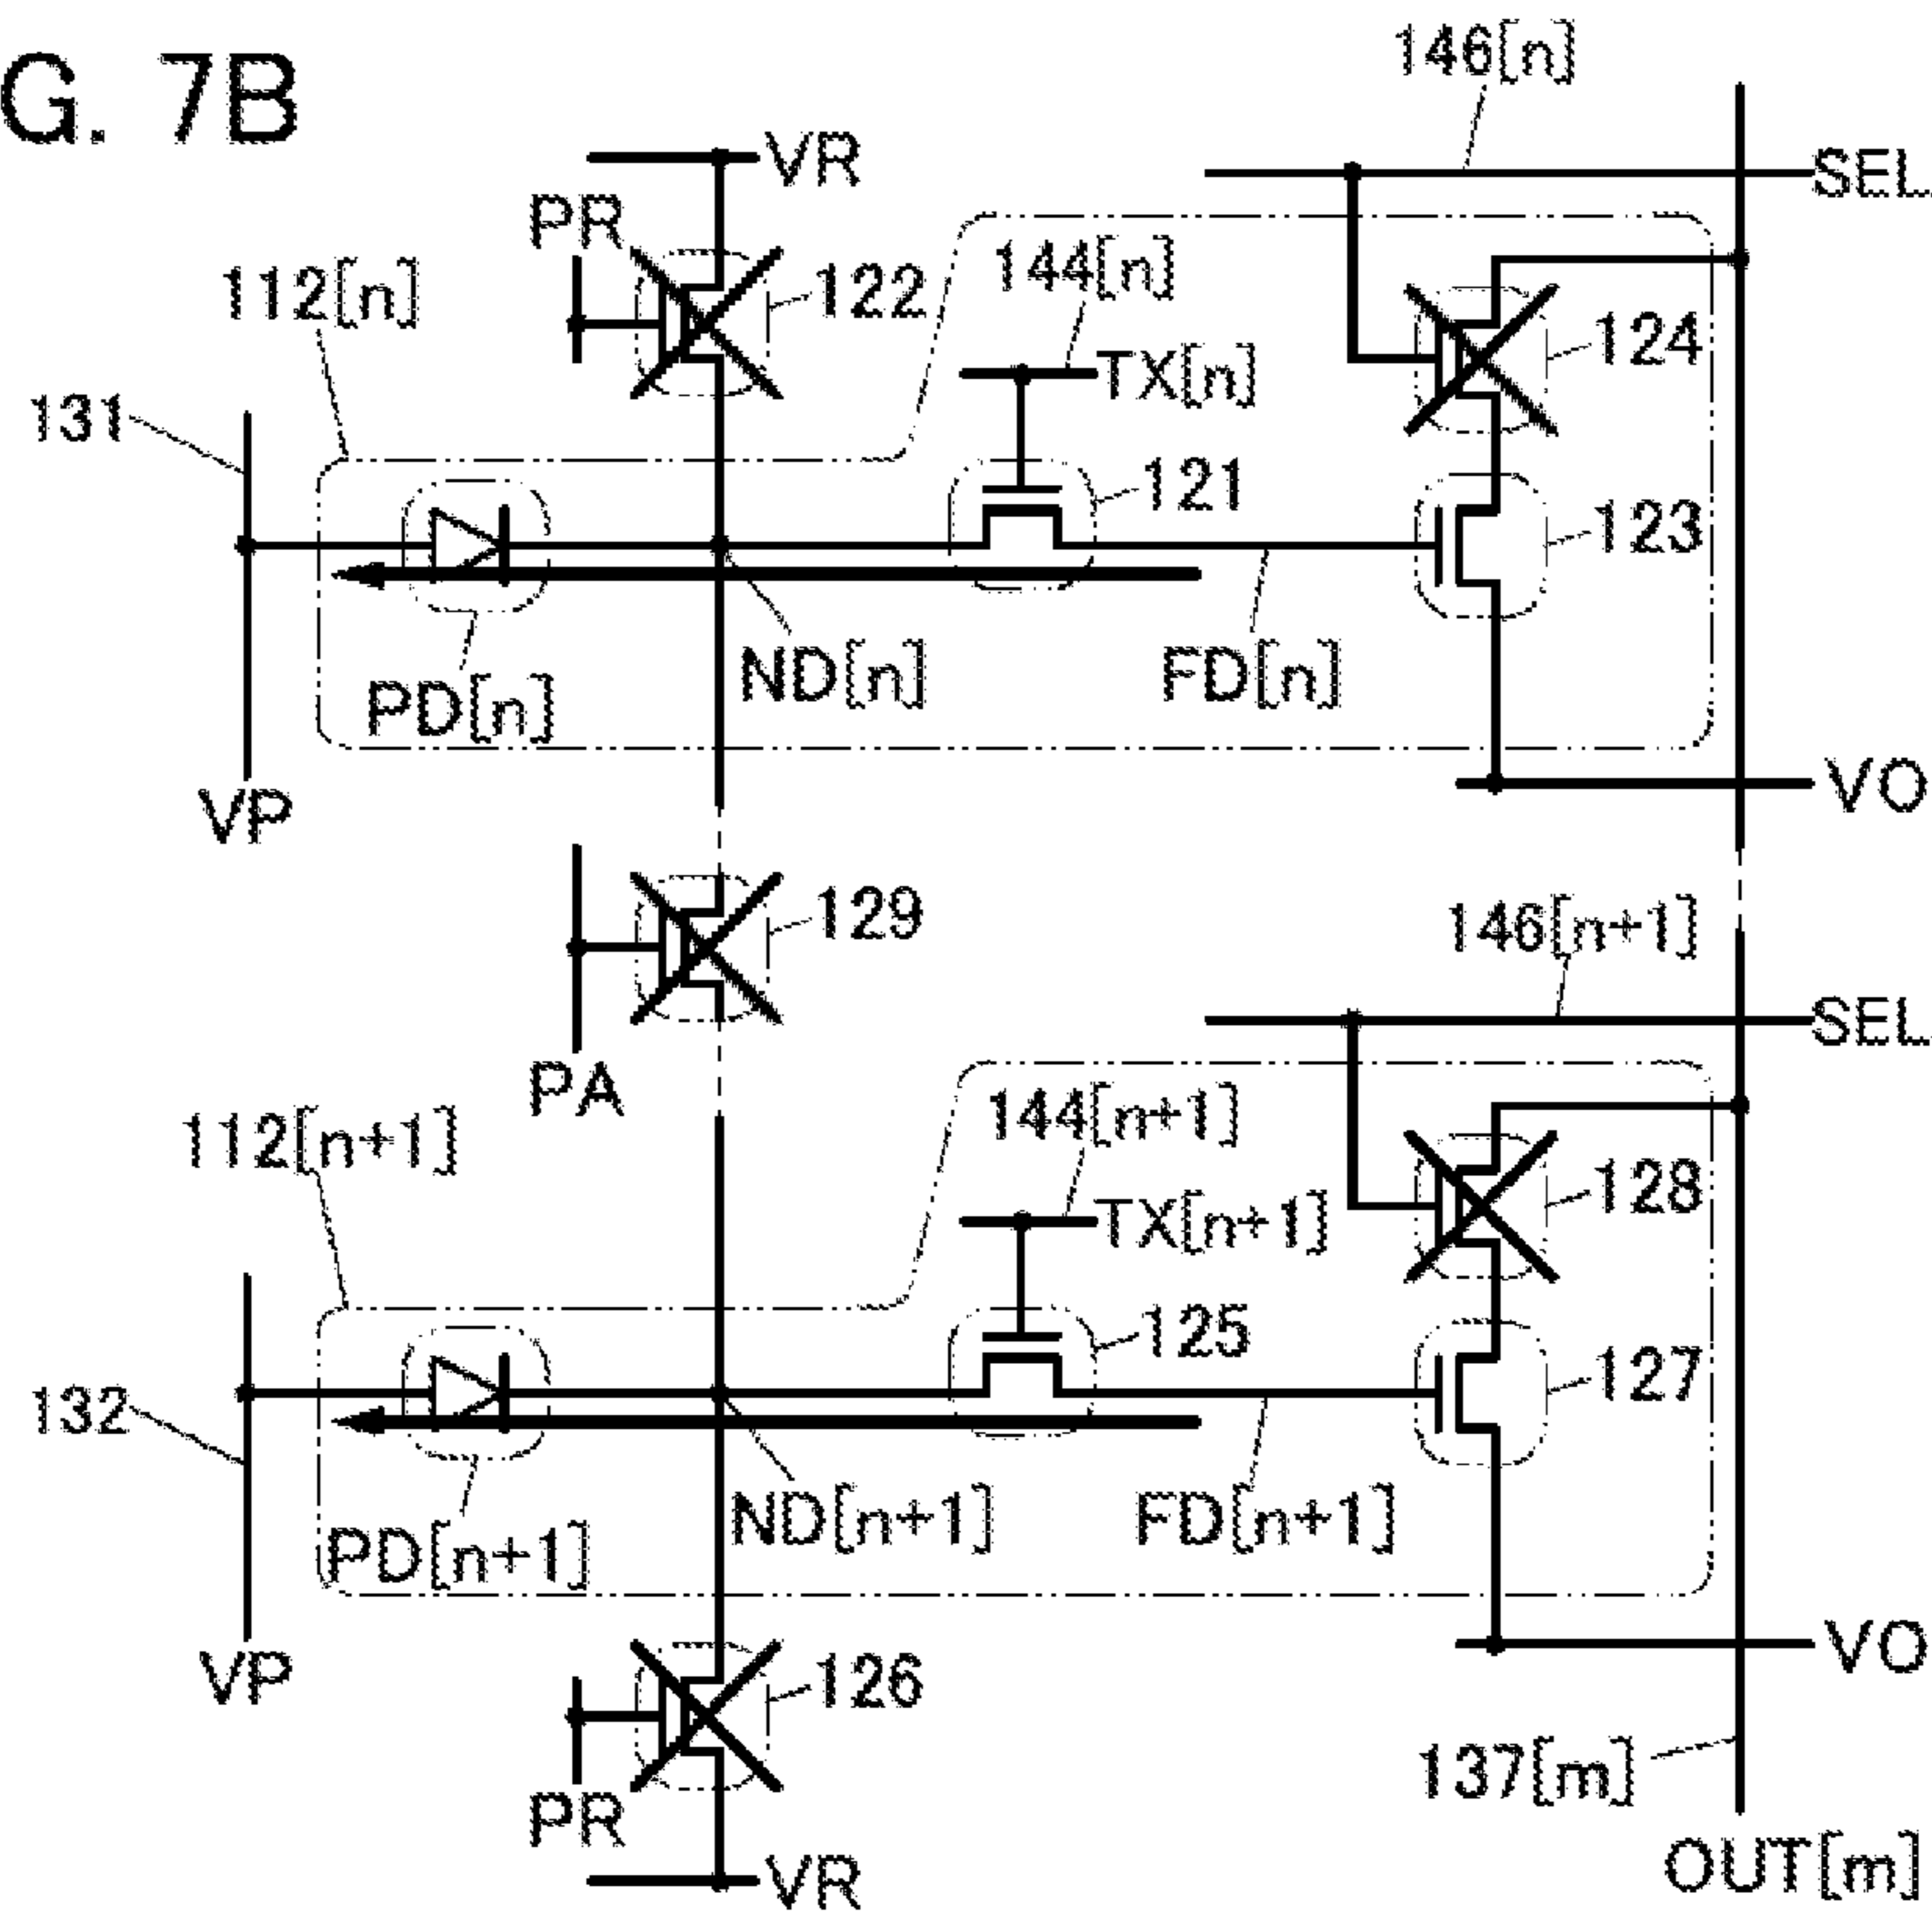 G. 7B
146[n]
VR
SEL
PR
112[n]
122
144[n]
124
TX[n]
131
121
123
ND[n]
FD[n]
PD[n]
VP
VO
129
146[n+1]
SEL
PA
112[n+1]
144[n+1]
128
TX[n+1]
125
127
132
ND[n+1]
FD[n+1]
PD[n+1]
VP
VO
126
137[m]
PR
VR
OUT[m]